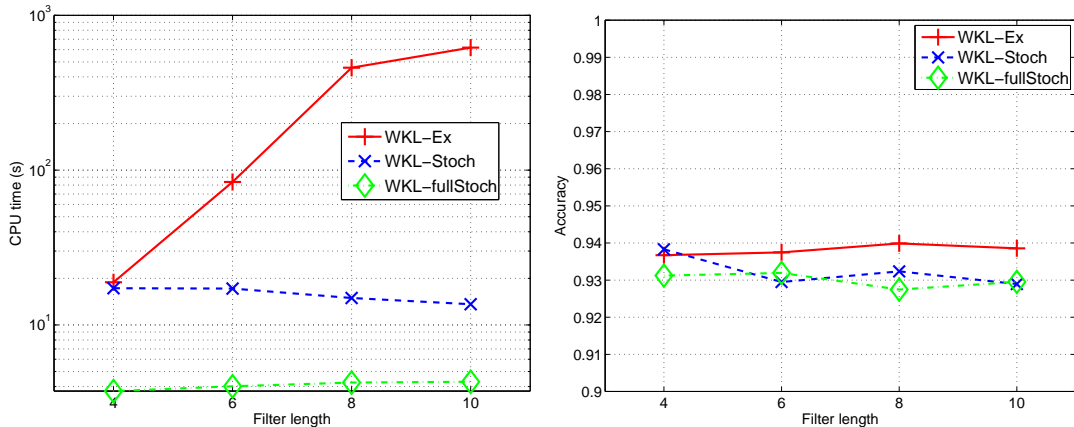 10^3
10^2
10^1
CPU time (s)
4
6
8
10
Filter length
WKL−Ex
WKL−Stoch
WKL−fullStoch
1
0.99
0.98
0.97
0.96
0.95
0.94
0.93
0.92
0.91
0.9
Accuracy
4
6
8
10
Filter length
WKL−Ex
WKL−Stoch
WKL−fullStoch